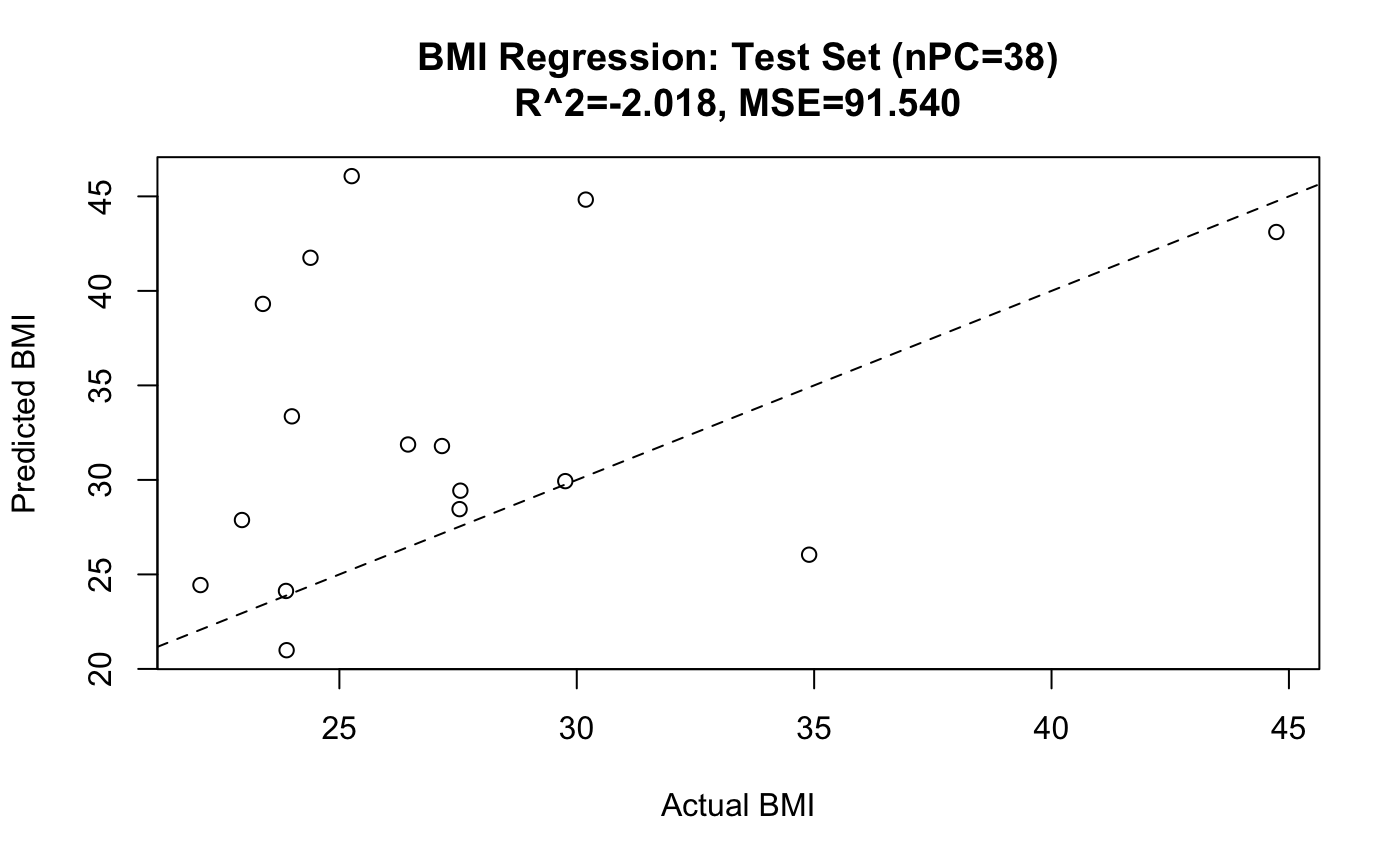 BMI Regression: Test Set (nPC=38)
R^2=-2.018, MSE=91.540
45
40
35
30
25
20
Predicted BMI
25 30 35 40 45
Actual BMI